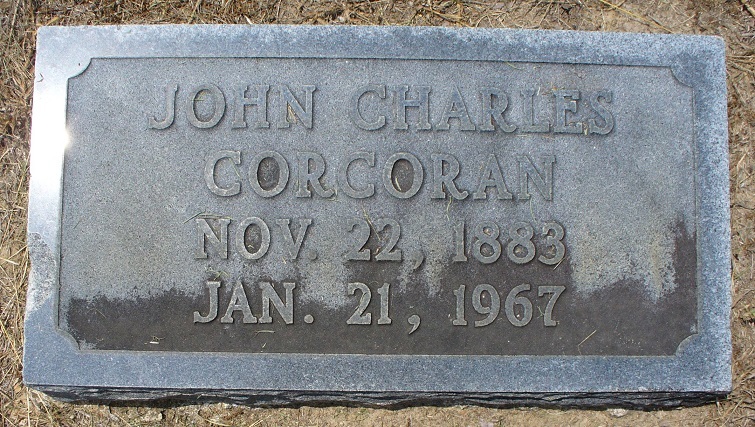 JOHN CHARLES
CORCORAN
NOV. 22, 1883
JAN. 21, 1967